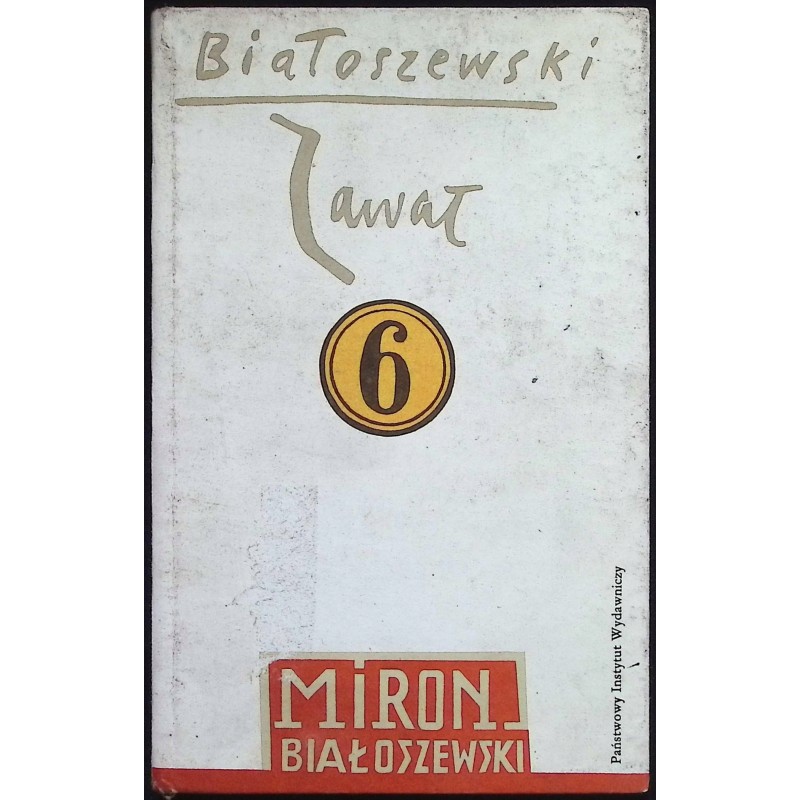 Białoszewski
Zawał
6
Państwowy Instytut Wydawniczy
MiRON
BIAŁOSZEWSKI